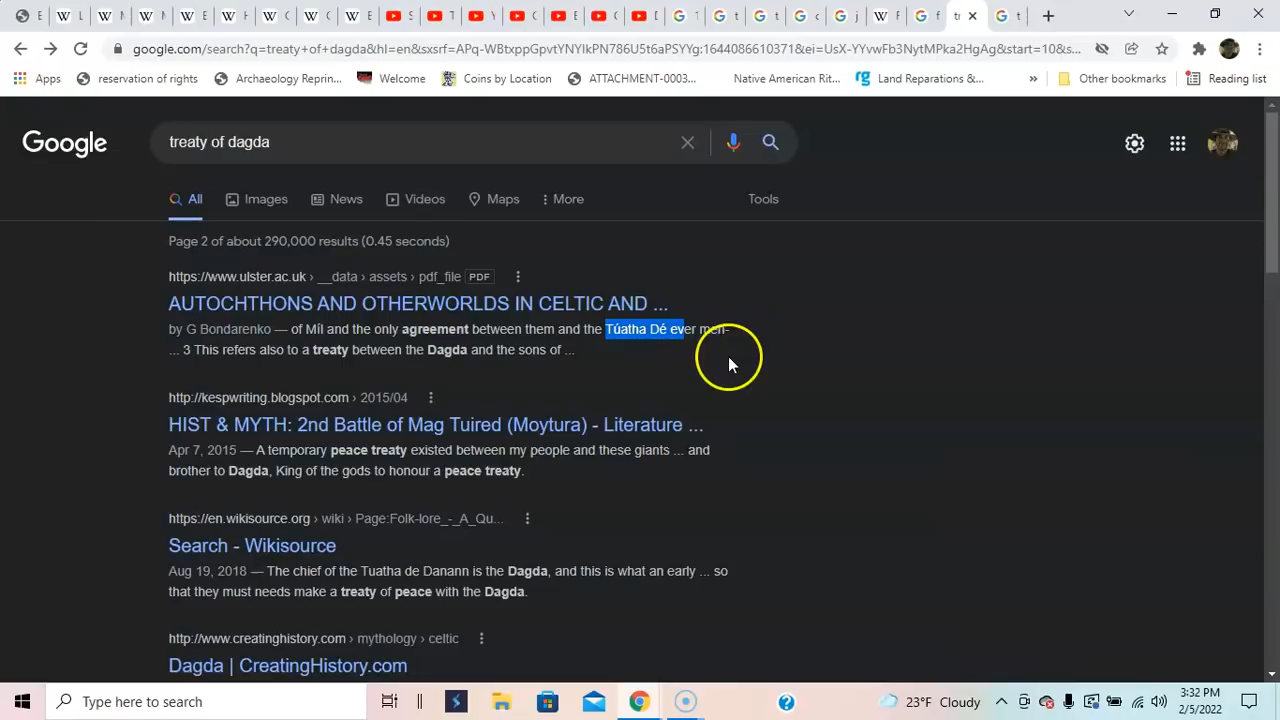 google.com/search?q=treaty+of+dagda&hl=en&sxsrf=APq-WBtxpgGpvtYNYIkPN786U5t6aPSYYg:1644086610371&ei=UsX-YYvwFb3NytMPka2HgAg&start=10&s...
Apps reservation of rights Archaeology Reprin... Welcome Coins by Location ATTACHMENT-0003... Native American Rit... Land Reparations &... » Other bookmarks Reading list
Google treaty of dagda
All Images News Videos Maps More Tools
Page 2 of about 290,000 results (0.45 seconds)
https://www.ulster.ac.uk › __data › assets › pdf_file PDF
AUTOCHTHONS AND OTHERWORLDS IN CELTIC AND ...
by G Bondarenko — of Míl and the only agreement between them and the Túatha Dé ever men-
... 3 This refers also to a treaty between the Dagda and the sons of ...
http://kespwriting.blogspot.com › 2015/04
HIST & MYTH: 2nd Battle of Mag Tuired (Moytura) - Literature ...
Apr 7, 2015 — A temporary peace treaty existed between my people and these giants ... and
brother to Dagda, King of the gods to honour a peace treaty.
https://en.wikisource.org › wiki › Page:Folk-lore_-_A_Qu...
Search - Wikisource
Aug 19, 2018 — The chief of the Tuatha de Danann is the Dagda, and this is what an early ... so
that they must needs make a treaty of peace with the Dagda.
http://www.creatinghistory.com › mythology › celtic
Dagda | CreatingHistory.com
Type here to search 23°F Cloudy 3:32 PM
2/5/2022